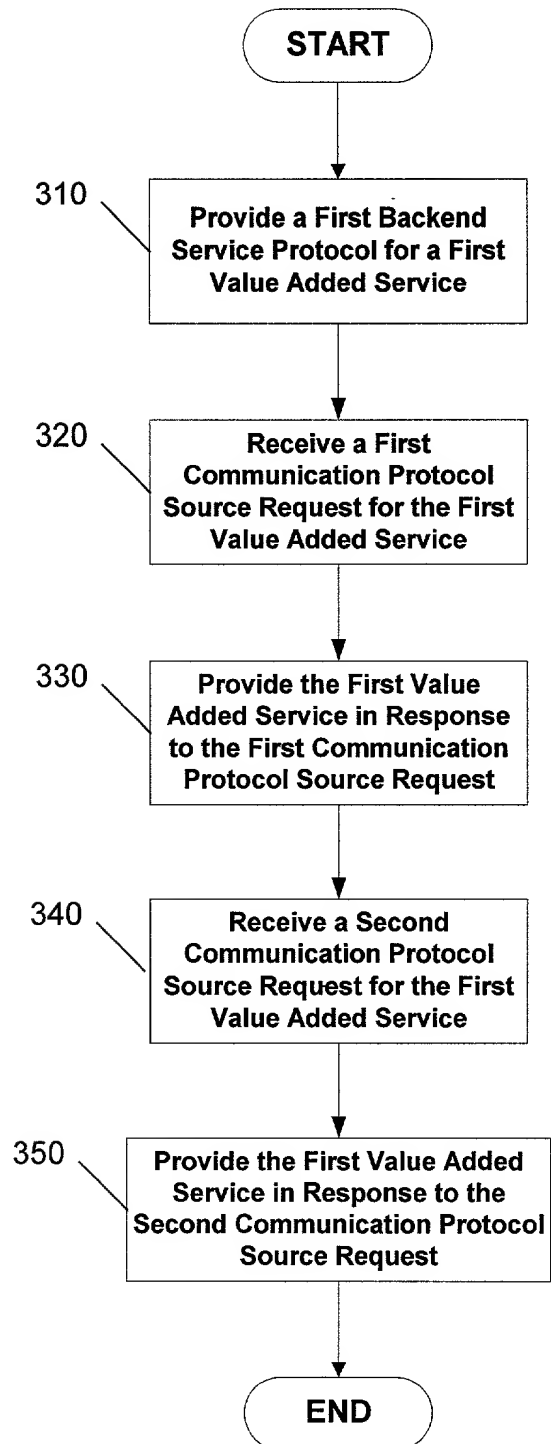 START
310
Provide a First Backend
Service Protocol for a First
Value Added Service
320
Receive a First
Communication Protocol
Source Request for the First
Value Added Service
330
Provide the First Value
Added Service in Response
to the First Communication
Protocol Source Request
340
Receive a Second
Communication Protocol
Source Request for the First
Value Added Service
350
Provide the First Value Added
Service in Response to the
Second Communication Protocol
Source Request
END